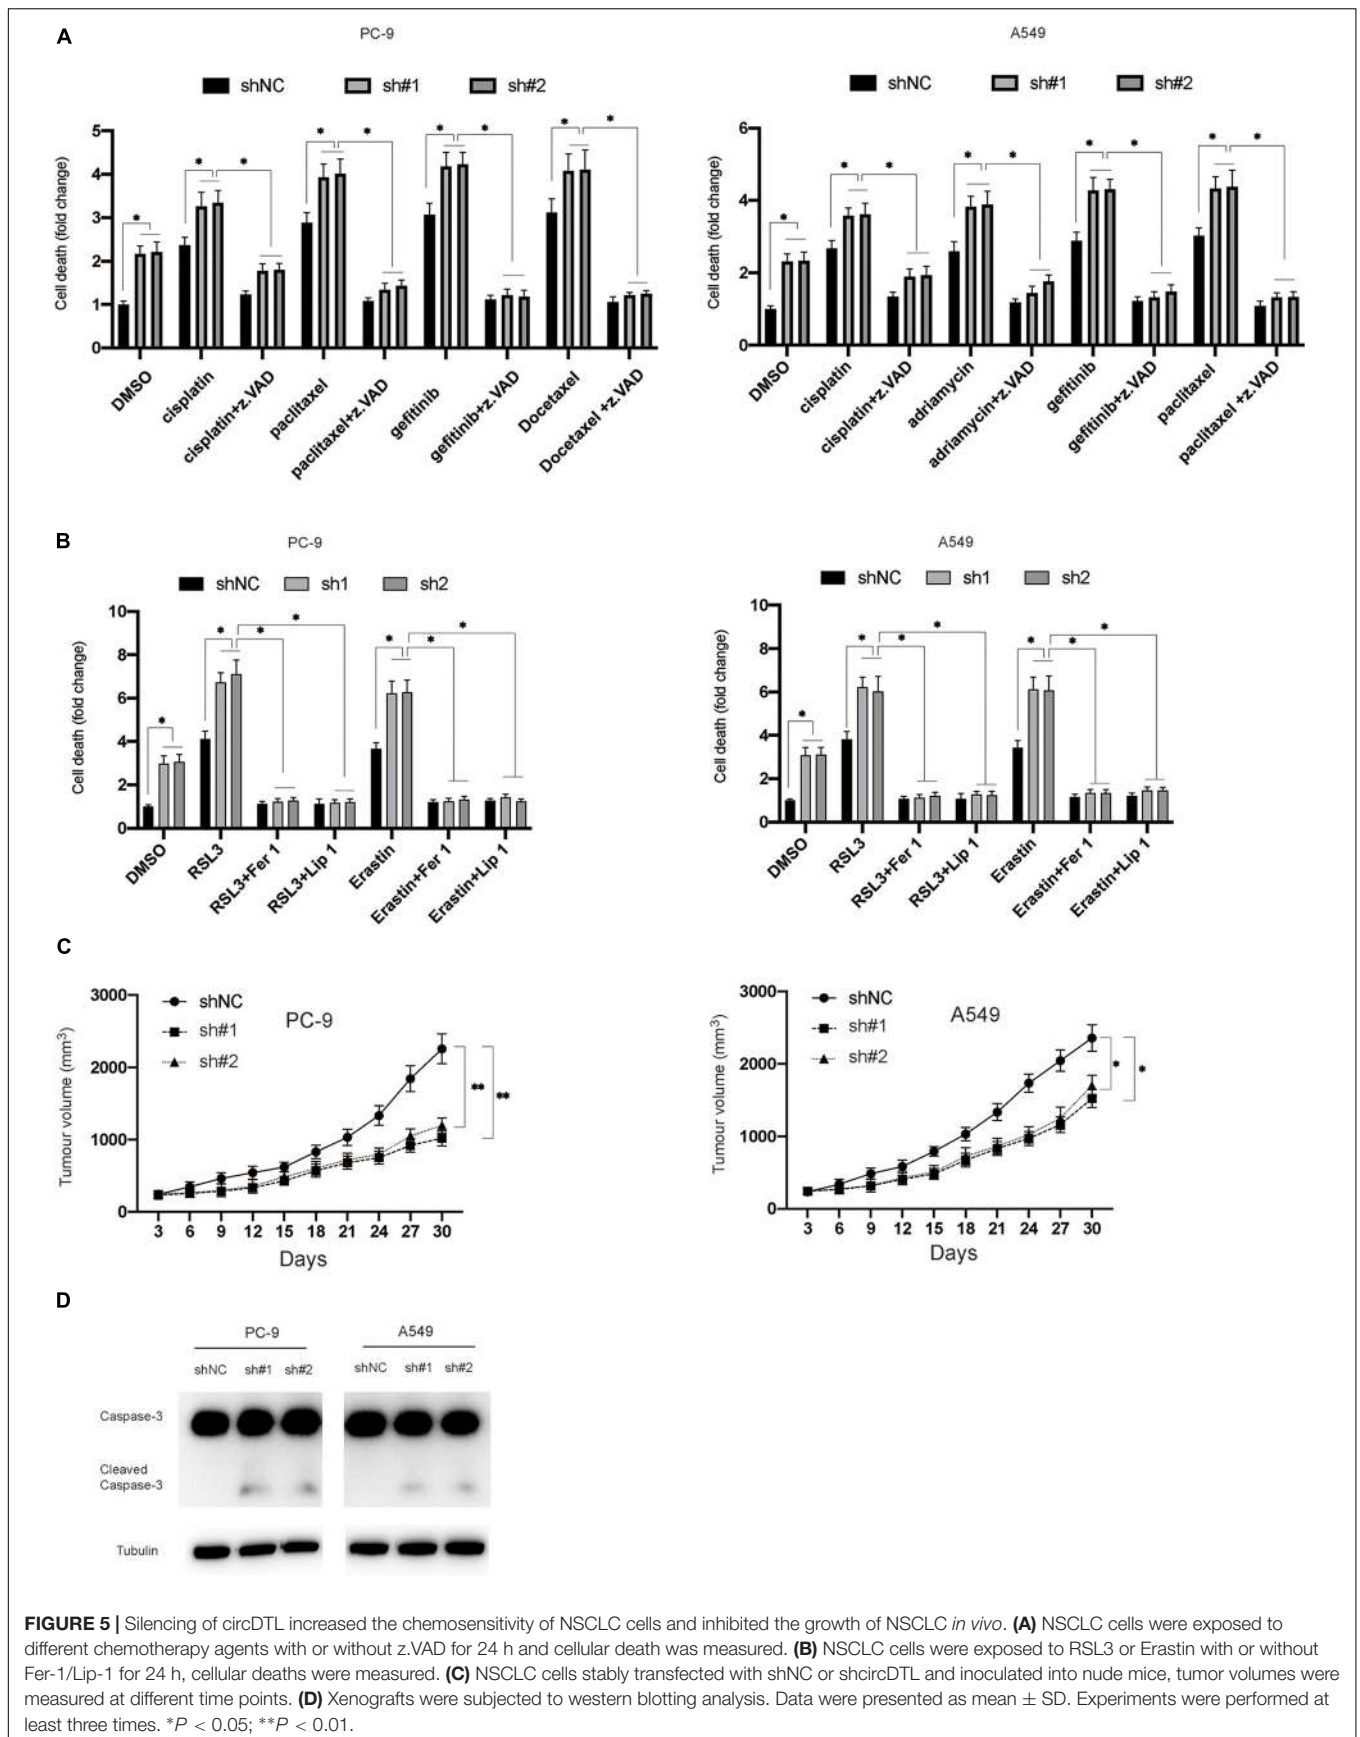 A
PC-9
shNC sh#1 sh#2
Cell death (fold change)
5
4
3
2
1
0
* * * * * * * * *
DMSO
cisplatin
cisplatin+z.VAD
paclitaxel
paclitaxel+z.VAD
gefitinib
gefitinib+z.VAD
Docetaxel
Docetaxel +z.VAD
A549
shNC sh#1 sh#2
Cell death (fold change)
6
4
2
0
* * * * * * * * *
DMSO
cisplatin
cisplatin+z.VAD
adriamycin
adriamycin+z.VAD
gefitinib
gefitinib+z.VAD
paclitaxel
paclitaxel +z.VAD
B
PC-9
shNC sh1 sh2
Cell death (fold change)
10
8
6
4
2
0
* * * * * * *
DMSO
RSL3
RSL3+Fer 1
RSL3+Lip 1
Erastin
Erastin+Fer 1
Erastin+Lip 1
A549
shNC sh1 sh2
Cell death (fold change)
10
8
6
4
2
0
* * * * * * *
DMSO
RSL3
RSL3+Fer 1
RSL3+Lip 1
Erastin
Erastin+Fer 1
Erastin+Lip 1
C
PC-9
shNC
sh#1
sh#2
Tumour volume (mm³)
3000
2000
1000
0
** **
3 6 9 12 15 18 21 24 27 30
Days
A549
shNC
sh#1
sh#2
Tumour volume (mm³)
3000
2000
1000
0
* *
3 6 9 12 15 18 21 24 27 30
Days
D
PC-9 A549
shNC sh#1 sh#2 shNC sh#1 sh#2
Caspase-3
Cleaved
Caspase-3
Tubulin
FIGURE 5 | Silencing of circDTL increased the chemosensitivity of NSCLC cells and inhibited the growth of NSCLC in vivo. (A) NSCLC cells were exposed to
different chemotherapy agents with or without z.VAD for 24 h and cellular death was measured. (B) NSCLC cells were exposed to RSL3 or Erastin with or without
Fer-1/Lip-1 for 24 h, cellular deaths were measured. (C) NSCLC cells stably transfected with shNC or shcircDTL and inoculated into nude mice, tumor volumes were
measured at different time points. (D) Xenografts were subjected to western blotting analysis. Data were presented as mean ± SD. Experiments were performed at
least three times. *P < 0.05; **P < 0.01.